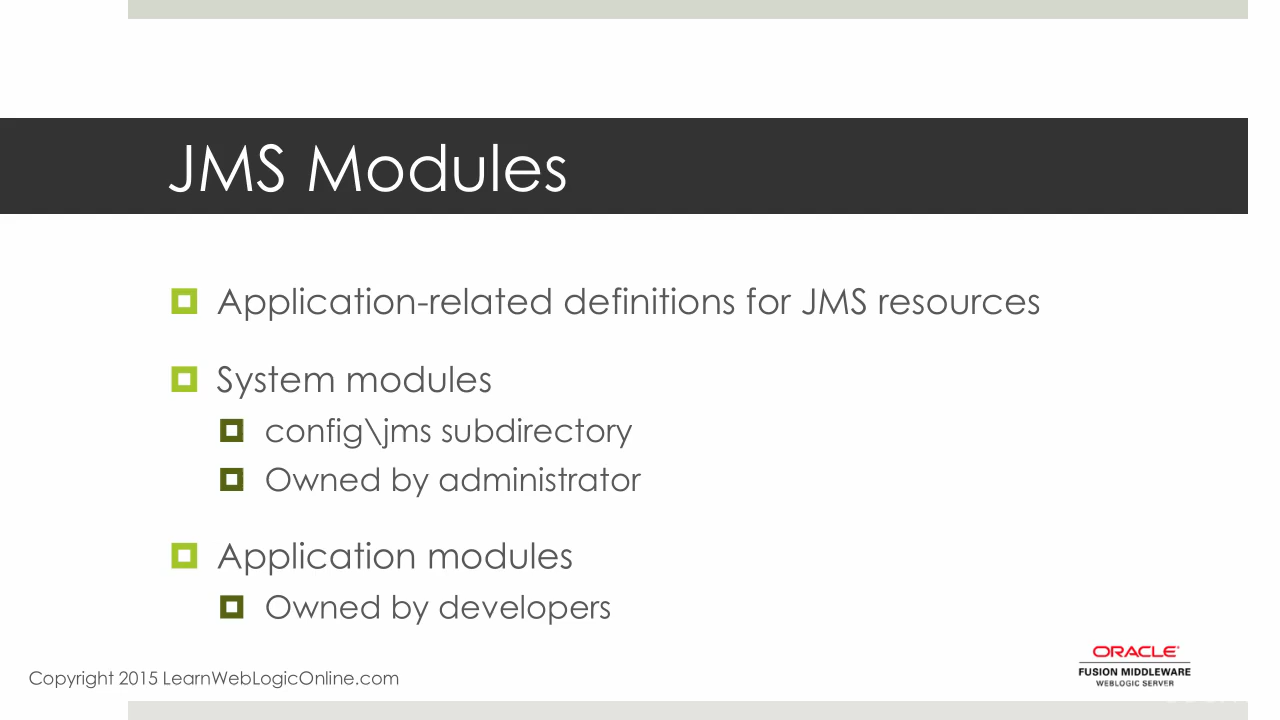 JMS Modules
Application-related definitions for JMS resources
System modules
config\jms subdirectory
Owned by administrator
Application modules
Owned by developers
Copyright 2015 LearnWebLogicOnline.com
ORACLE
FUSION MIDDLEWARE
WEBLOGIC SERVER